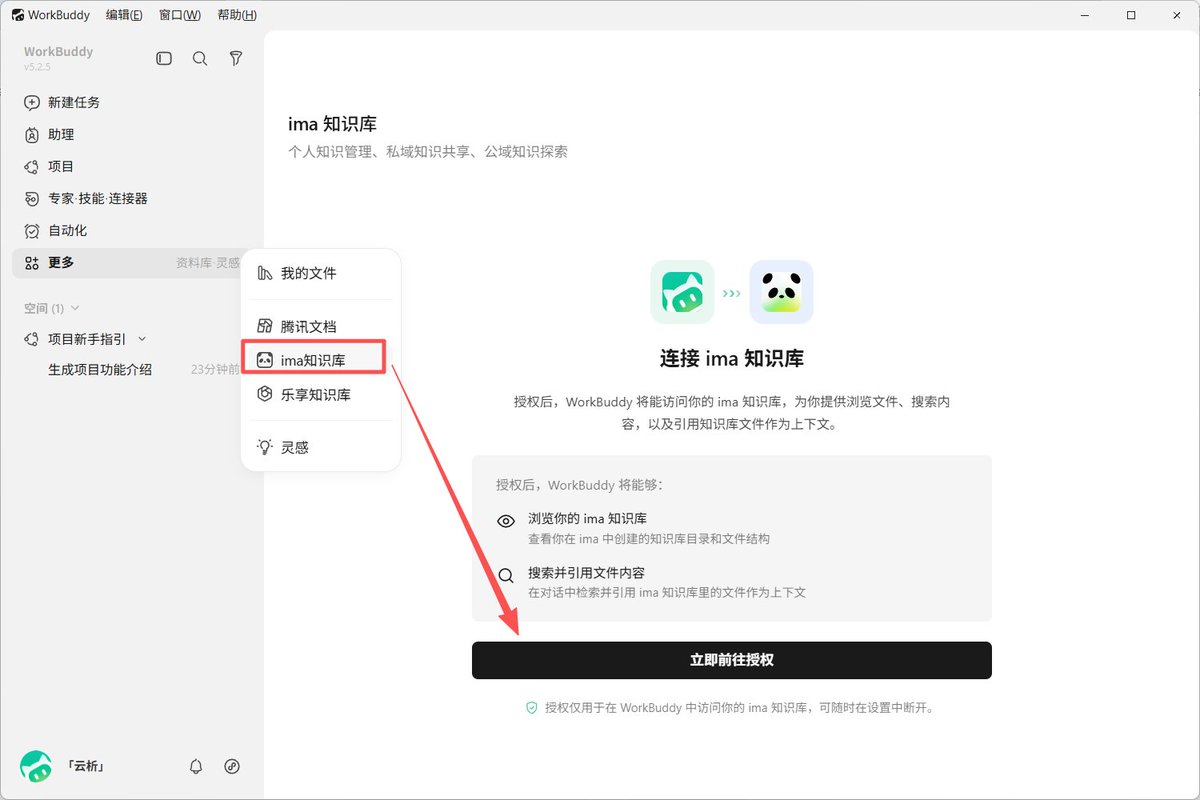 WorkBuddy 编辑(E) 窗口(W) 帮助(H)
WorkBuddy
v5.2.5
新建任务
助理
项目
专家·技能·连接器
自动化
更多 资料库·灵感
空间 (1)
项目新手指引
生成项目功能介绍 23分钟前
「云析」
我的文件
腾讯文档
ima知识库
乐享知识库
灵感
ima 知识库
个人知识管理、私域知识共享、公域知识探索
连接 ima 知识库
授权后，WorkBuddy 将能访问你的 ima 知识库，为你提供浏览文件、搜索内
容，以及引用知识库文件作为上下文。
授权后，WorkBuddy 将能够：
浏览你的 ima 知识库
查看你在 ima 中创建的知识库目录和文件结构
搜索并引用文件内容
在对话中检索并引用 ima 知识库里的文件作为上下文
立即前往授权
授权仅用于在 WorkBuddy 中访问你的 ima 知识库，可随时在设置中断开。